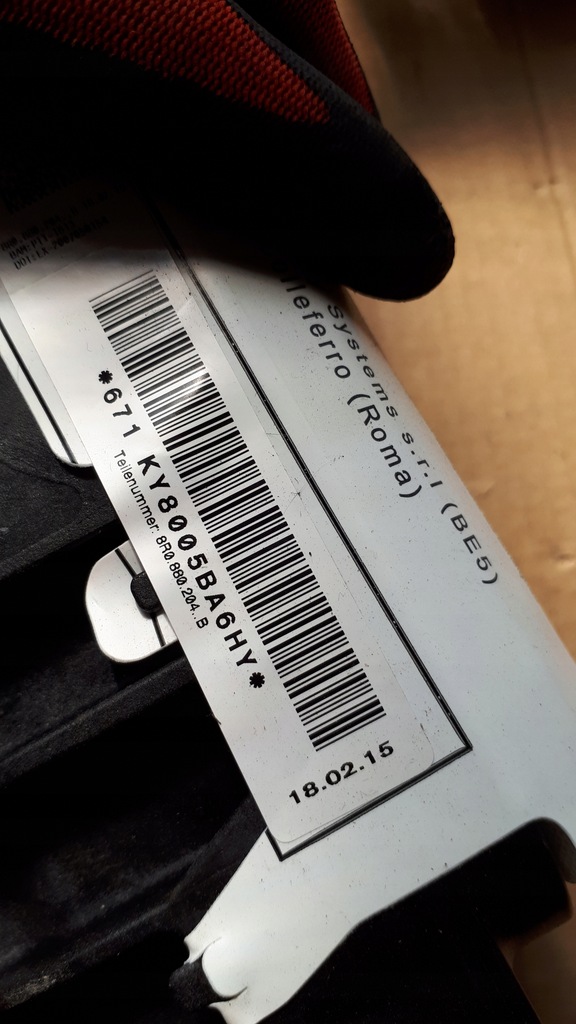 Systems s.r.l (BE5)
lleferro (Roma)
*671 KY8005BA6HY*
Teilenummer: 8R0.880.204. B
18.02.15